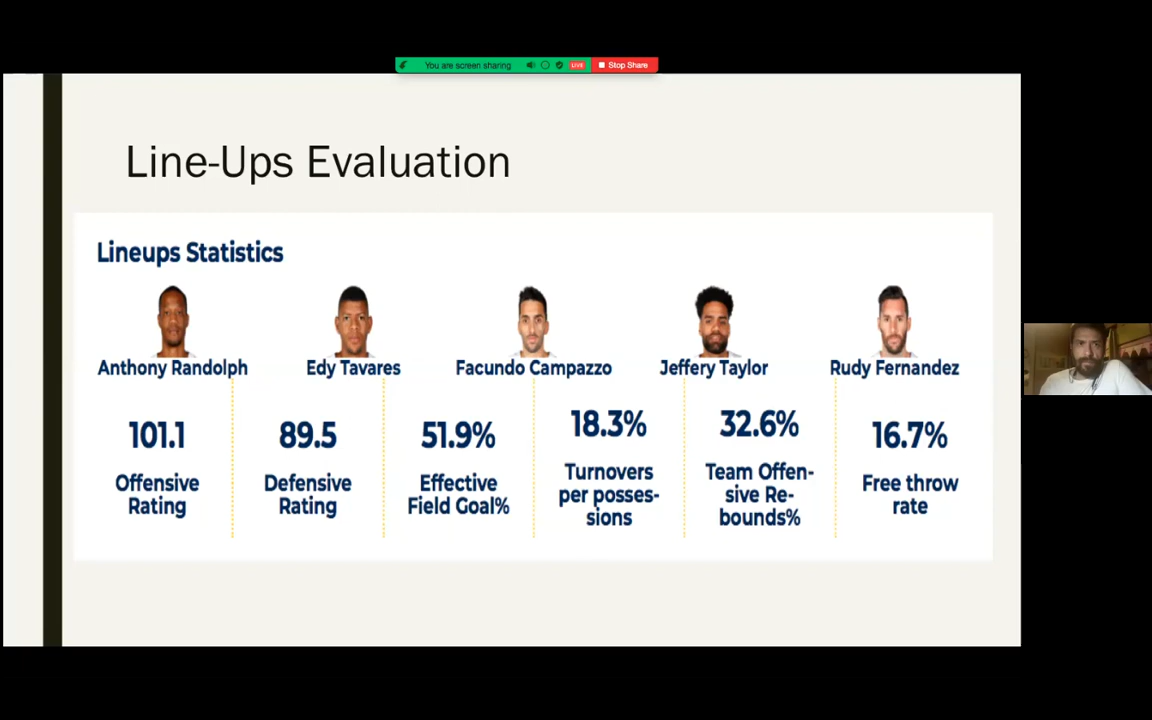 You are screen sharing LIVE Stop Share
Line-Ups Evaluation
Lineups Statistics
Anthony Randolph Edy Tavares Facundo Campazzo Jeffery Taylor Rudy Fernandez
101.1 89.5 51.9% 18.3% 32.6% 16.7%
Offensive
Rating
Defensive
Rating
Effective
Field Goal%
Turnovers
per posses-
sions
Team Offen-
sive Re-
bounds%
Free throw
rate